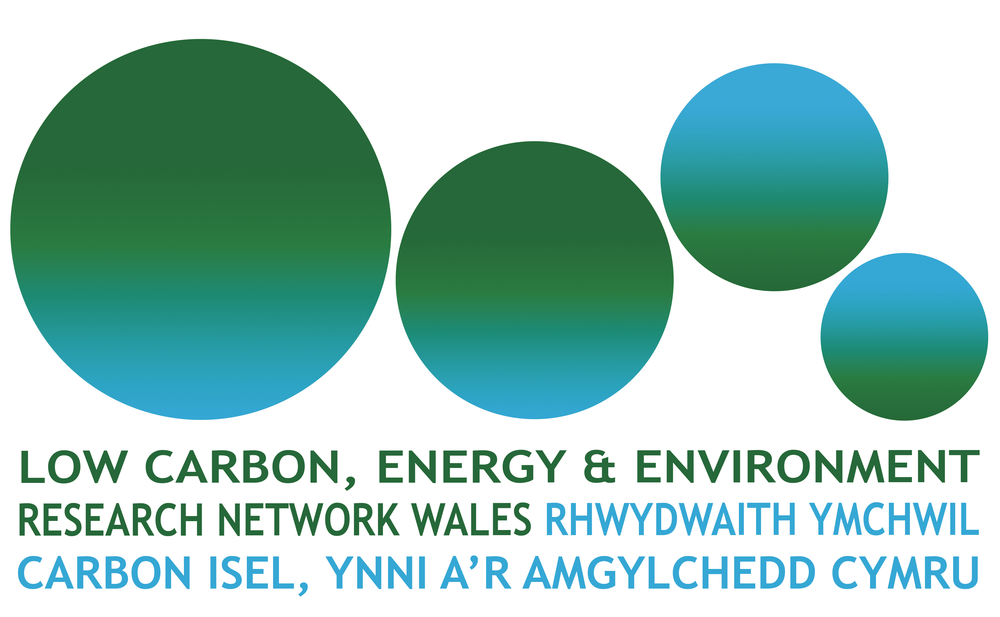 LOW CARBON, ENERGY & ENVIRONMENT
RESEARCH NETWORK WALES RHWYDWAITH YMCHWIL
CARBON ISEL, YNNI A’R AMGYLCHEDD CYMRU